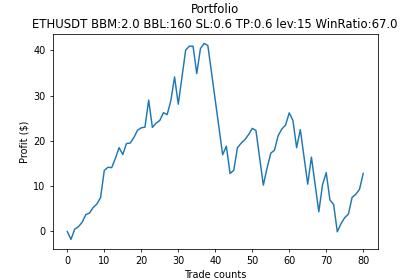 Portfolio
ETHUSDT BBM:2.0 BBL:160 SL:0.6 TP:0.6 lev:15 WinRatio:67.0
40
30
20
10
0
Profit ($)
0 10 20 30 40 50 60 70 80
Trade counts